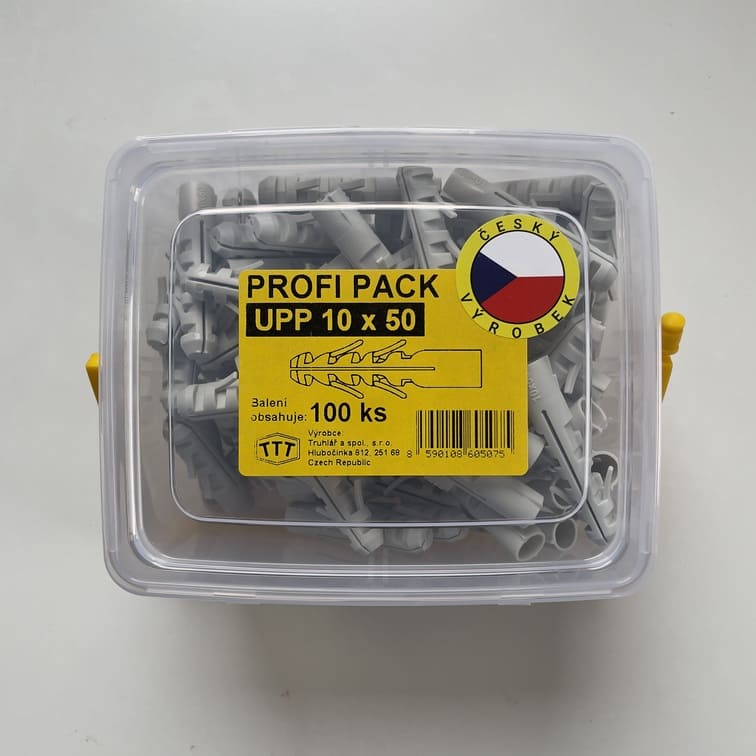 ČESKÝ
VÝROBEK
PROFI PACK
UPP 10 x 50
Balení
obsahuje: 100 ks
TTT
Výrobce:
Truhlář a spol., s.r.o.
Hlubočinka 812, 251 68
Czech Republic
8 590108 605075